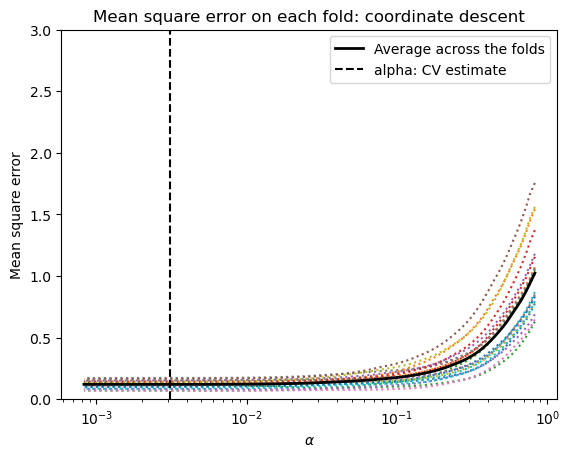 Mean square error on each fold: coordinate descent
3.0
2.5
2.0
1.5
1.0
0.5
0.0
Mean square error
Average across the folds
alpha: CV estimate
10⁻³
10⁻²
10⁻¹
10⁰
α